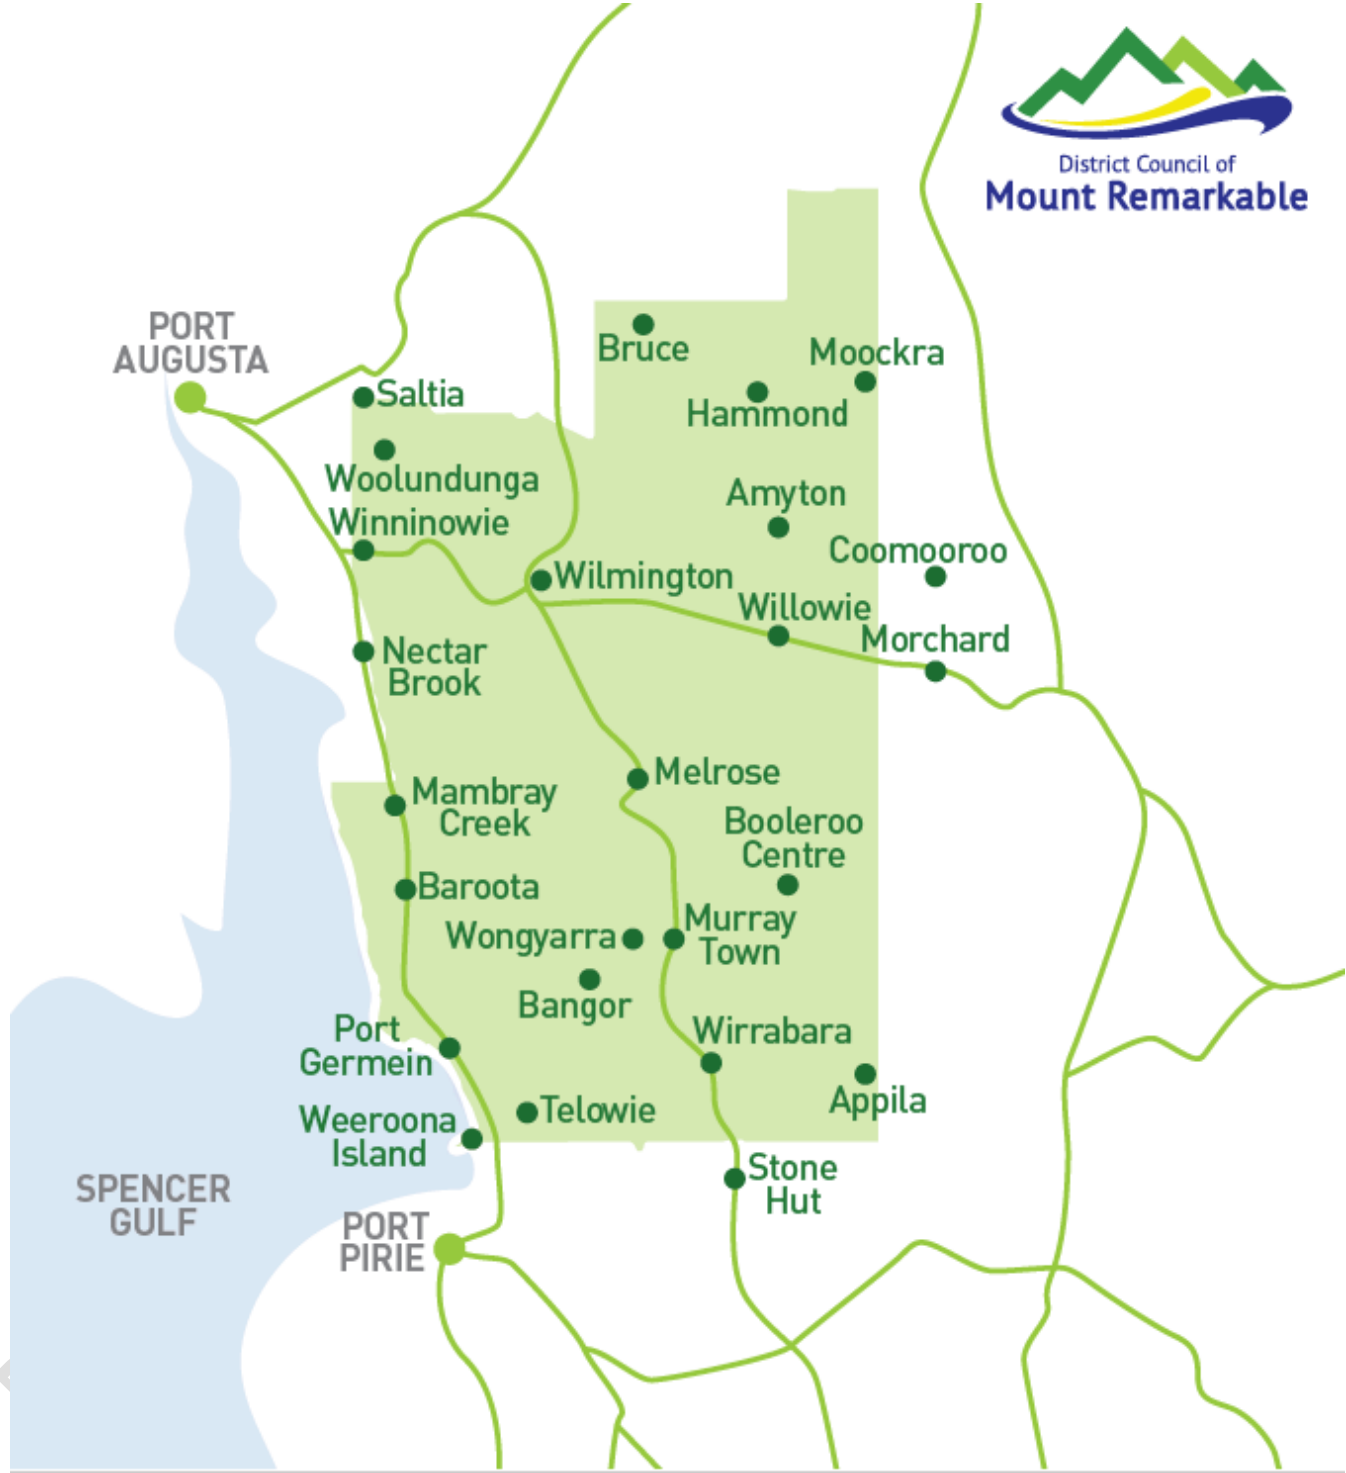 District Council of
Mount Remarkable
PORT
AUGUSTA
Bruce
Moockra
Saltia
Hammond
Woolundunga
Amyton
Winninowie
Coomooroo
Wilmington
Willowie
Morchard
Nectar
Brook
Melrose
Mambray
Creek
Booleroo
Centre
Baroota
Murray
Town
Wongyarra
Bangor
Port
Germein
Wirrabara
Appila
Telowie
Weeroona
Island
Stone
Hut
SPENCER
GULF
PORT
PIRIE